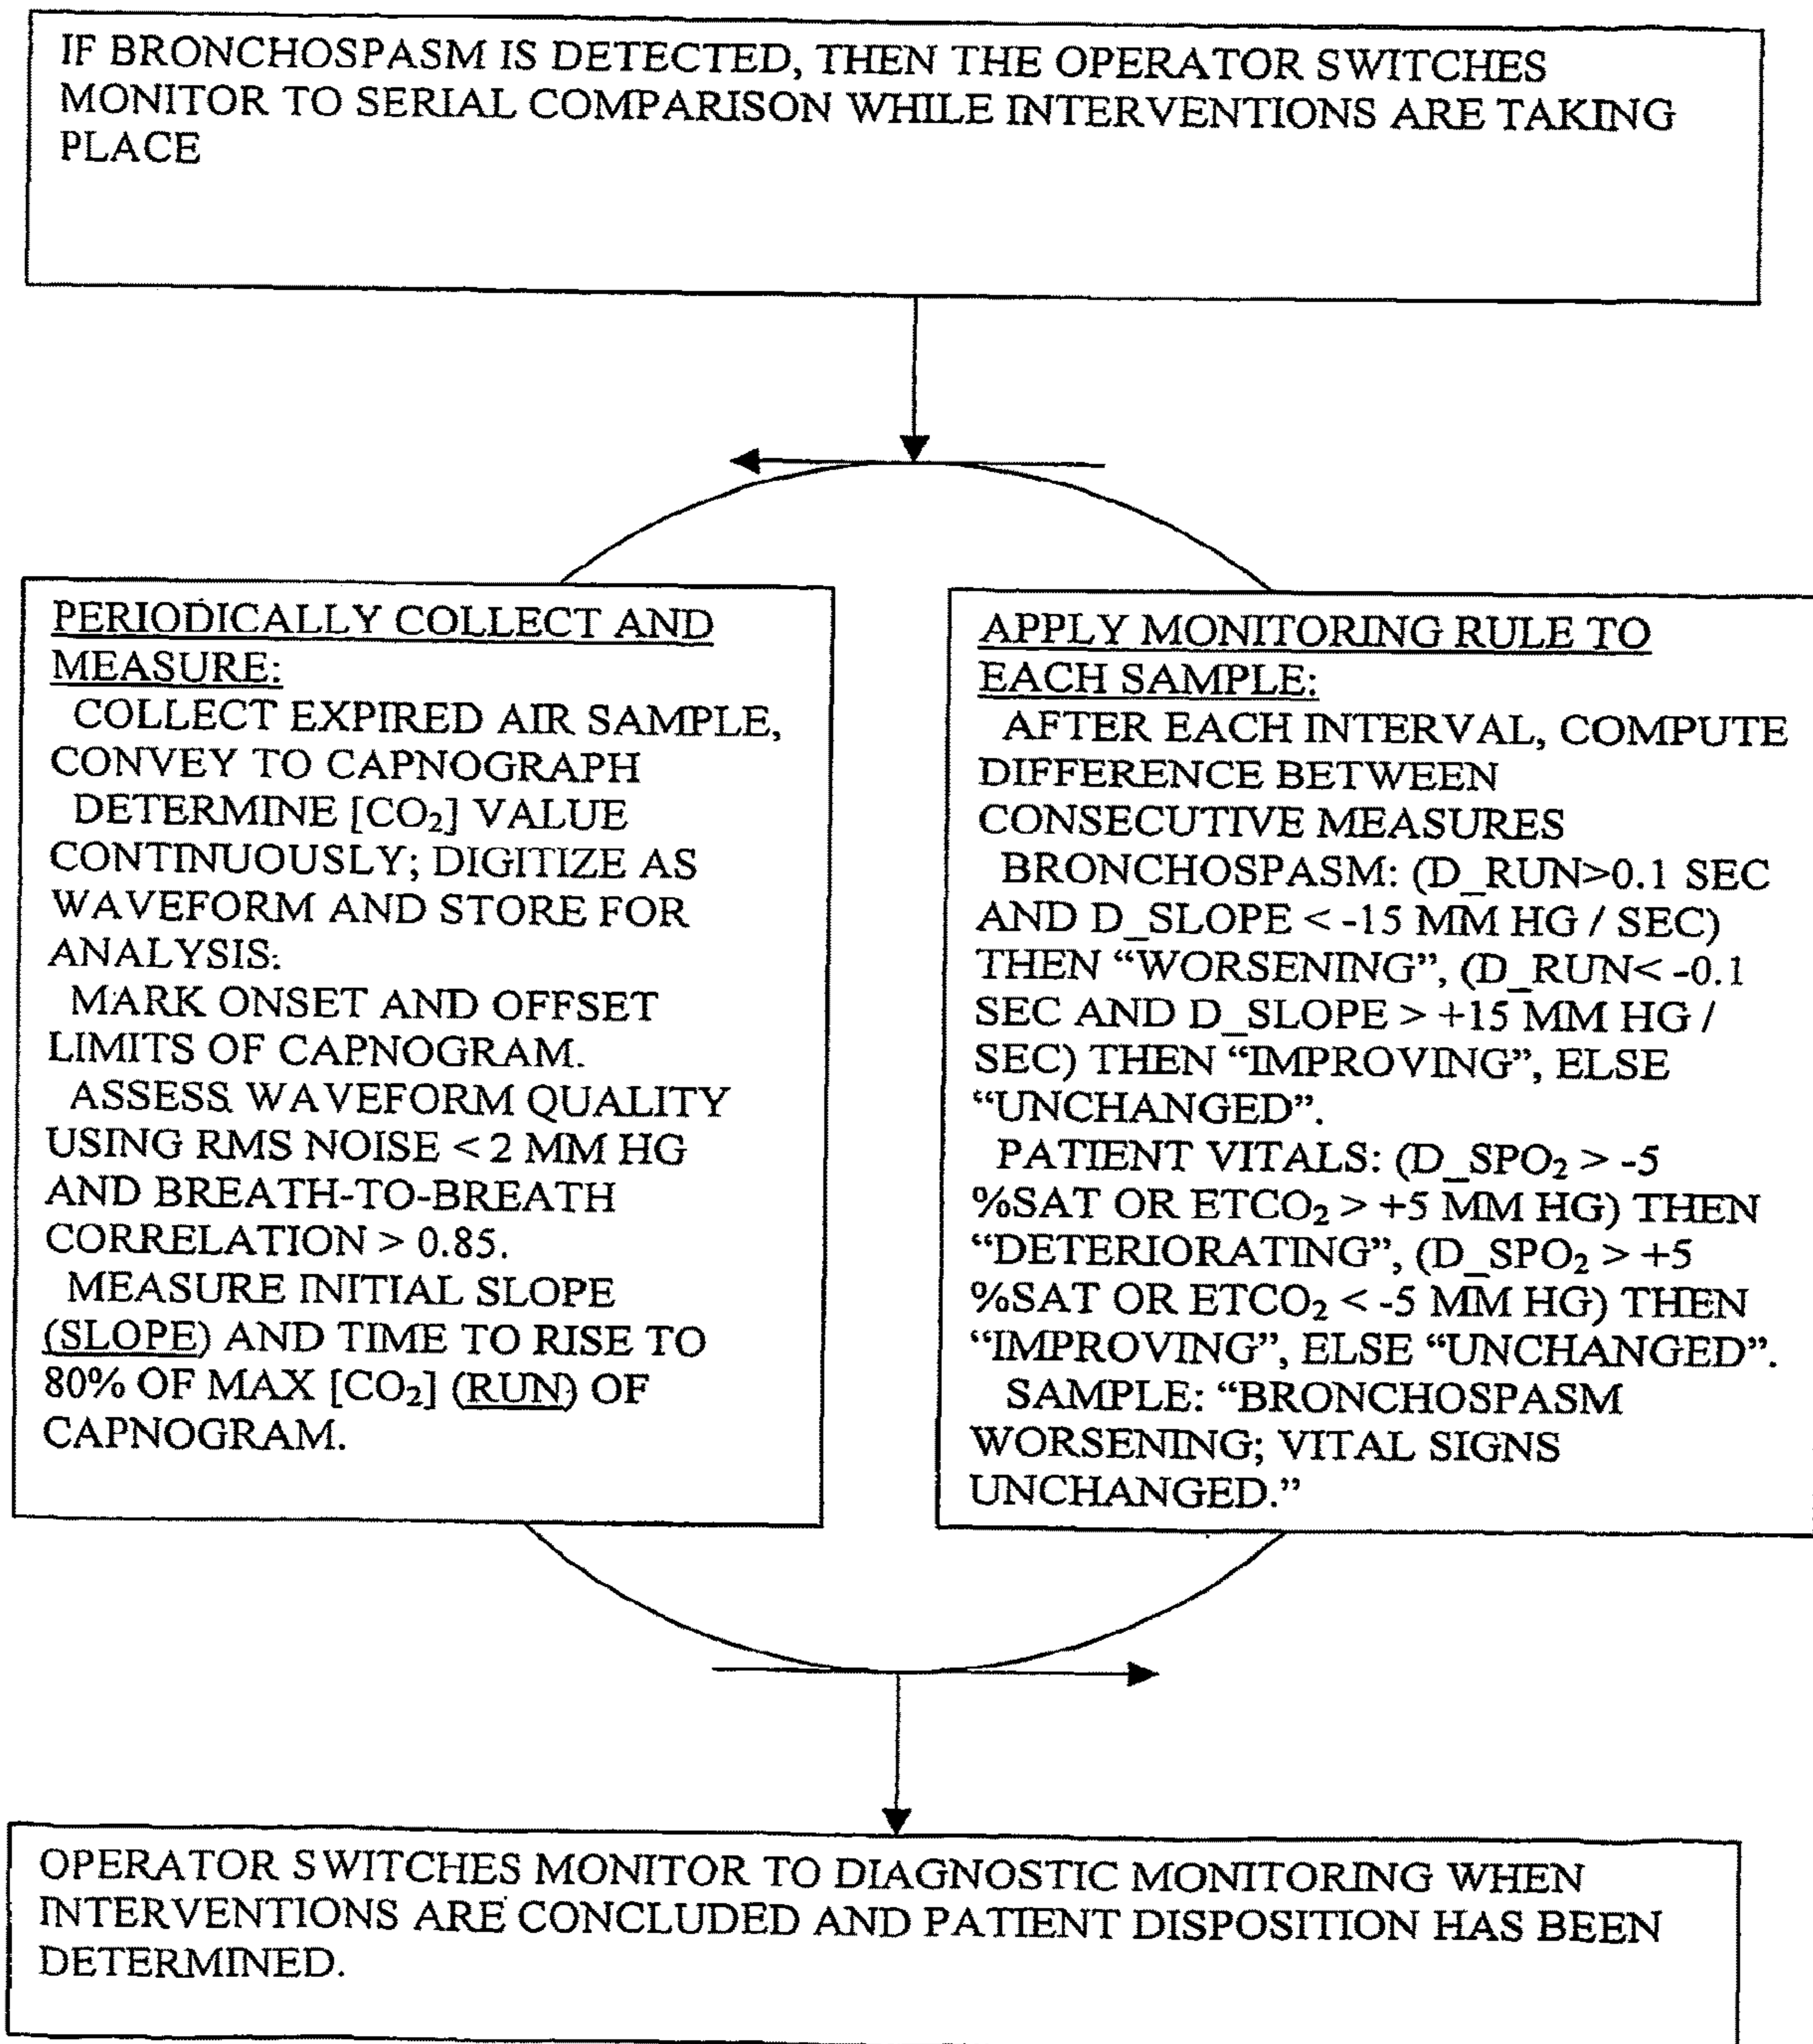 IF BRONCHOSPASM IS DETECTED, THEN THE OPERATOR SWITCHES
MONITOR TO SERIAL COMPARISON WHILE INTERVENTIONS ARE TAKING
PLACE
PERIODICALLY COLLECT AND
MEASURE:
COLLECT EXPIRED AIR SAMPLE,
CONVEY TO CAPNOGRAPH
DETERMINE [CO₂] VALUE
CONTINUOUSLY; DIGITIZE AS
WAVEFORM AND STORE FOR
ANALYSIS.
MARK ONSET AND OFFSET
LIMITS OF CAPNOGRAM.
ASSESS WAVEFORM QUALITY
USING RMS NOISE < 2 MM HG
AND BREATH-TO-BREATH
CORRELATION > 0.85.
MEASURE INITIAL SLOPE
(SLOPE) AND TIME TO RISE TO
80% OF MAX [CO₂] (RUN) OF
CAPNOGRAM.
APPLY MONITORING RULE TO
EACH SAMPLE:
AFTER EACH INTERVAL, COMPUTE
DIFFERENCE BETWEEN
CONSECUTIVE MEASURES
BRONCHOSPASM: (D_RUN>0.1 SEC
AND D_SLOPE < -15 MM HG / SEC)
THEN “WORSENING”, (D_RUN< -0.1
SEC AND D_SLOPE > +15 MM HG /
SEC) THEN “IMPROVING”, ELSE
“UNCHANGED”.
PATIENT VITALS: (D_SPO₂ > -5
%SAT OR ETCO₂ > +5 MM HG) THEN
“DETERIORATING”, (D_SPO₂ > +5
%SAT OR ETCO₂ < -5 MM HG) THEN
“IMPROVING”, ELSE “UNCHANGED”.
SAMPLE: “BRONCHOSPASM
WORSENING; VITAL SIGNS
UNCHANGED.”
OPERATOR SWITCHES MONITOR TO DIAGNOSTIC MONITORING WHEN
INTERVENTIONS ARE CONCLUDED AND PATIENT DISPOSITION HAS BEEN
DETERMINED.